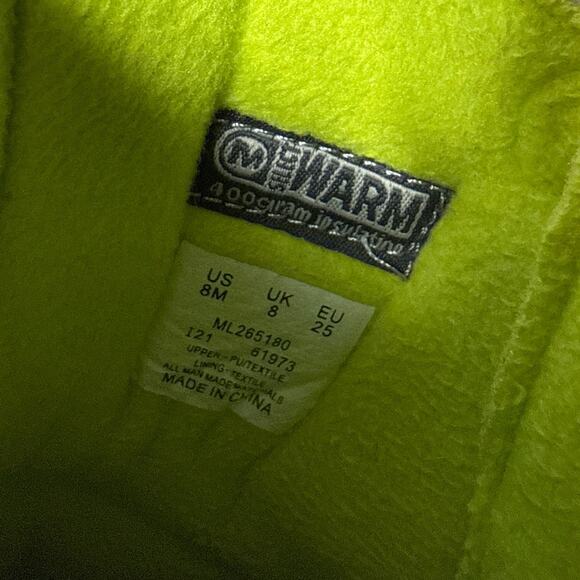 M WARM
400gram insulating
US UK EU
8M 8 25
ML265180
I21 61973
UPPER-PU/TEXTILE
LINING-TEXTILE
ALL MAN MADE MATERIALS
MADE IN CHINA